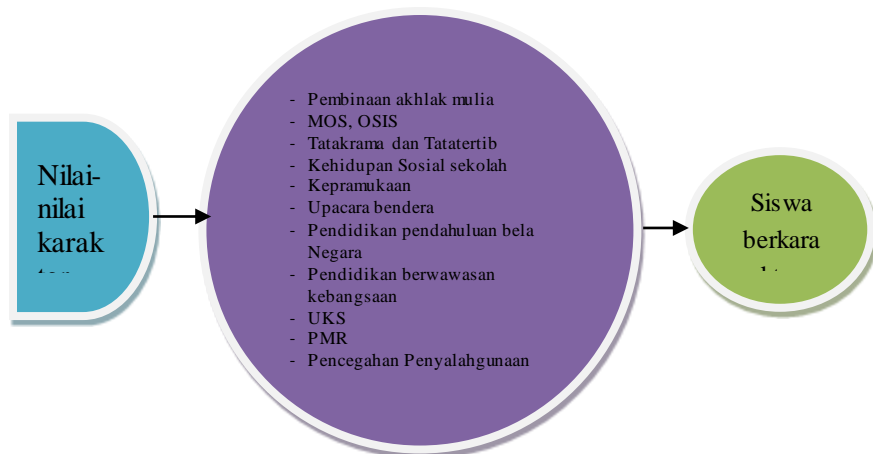 Nilai-
nilai
karak
- Pembinaan akhlak mulia
- MOS, OSIS
- Tatakrama dan Tatatertib
- Kehidupan Sosial sekolah
- Kepramukaan
- Upacara bendera
- Pendidikan pendahuluan bela
Negara
- Pendidikan berwawasan
kebangsaan
- UKS
- PMR
- Pencegahan Penyalahgunaan
Siswa
berkara